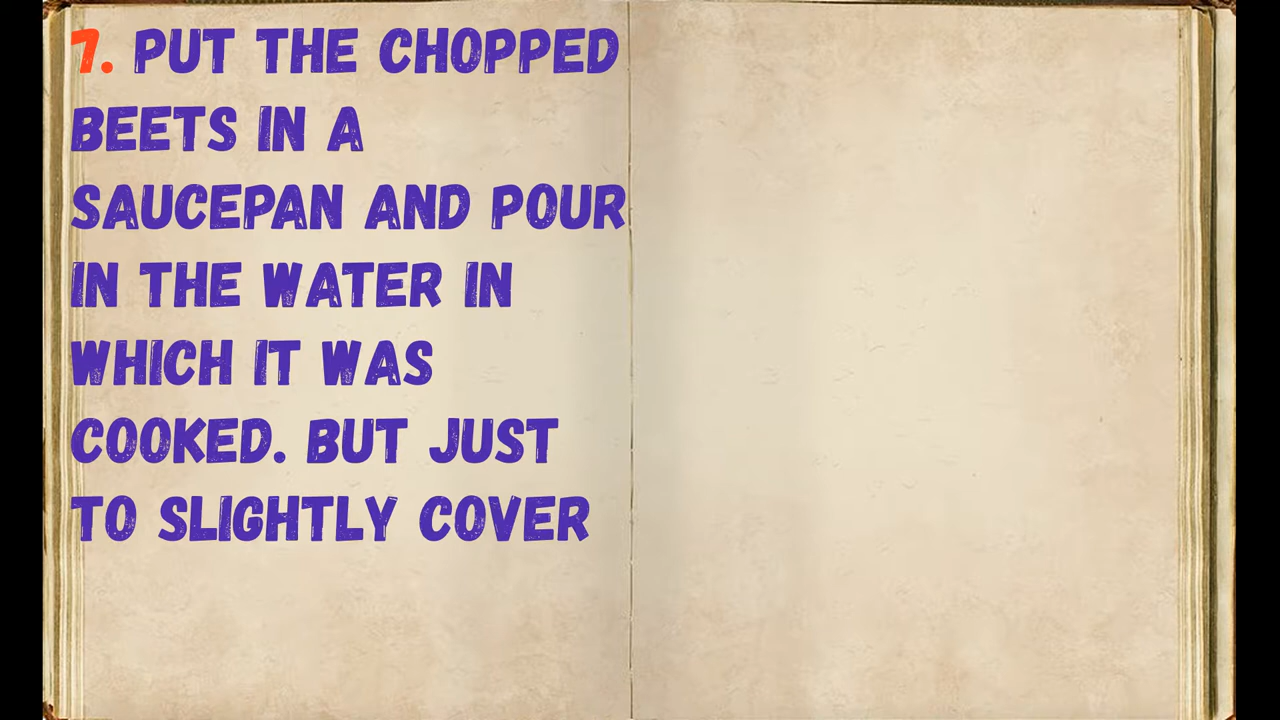 7. PUT THE CHOPPED
BEETS IN A
SAUCEPAN AND POUR
IN THE WATER IN
WHICH IT WAS
COOKED. BUT JUST
TO SLIGHTLY COVER